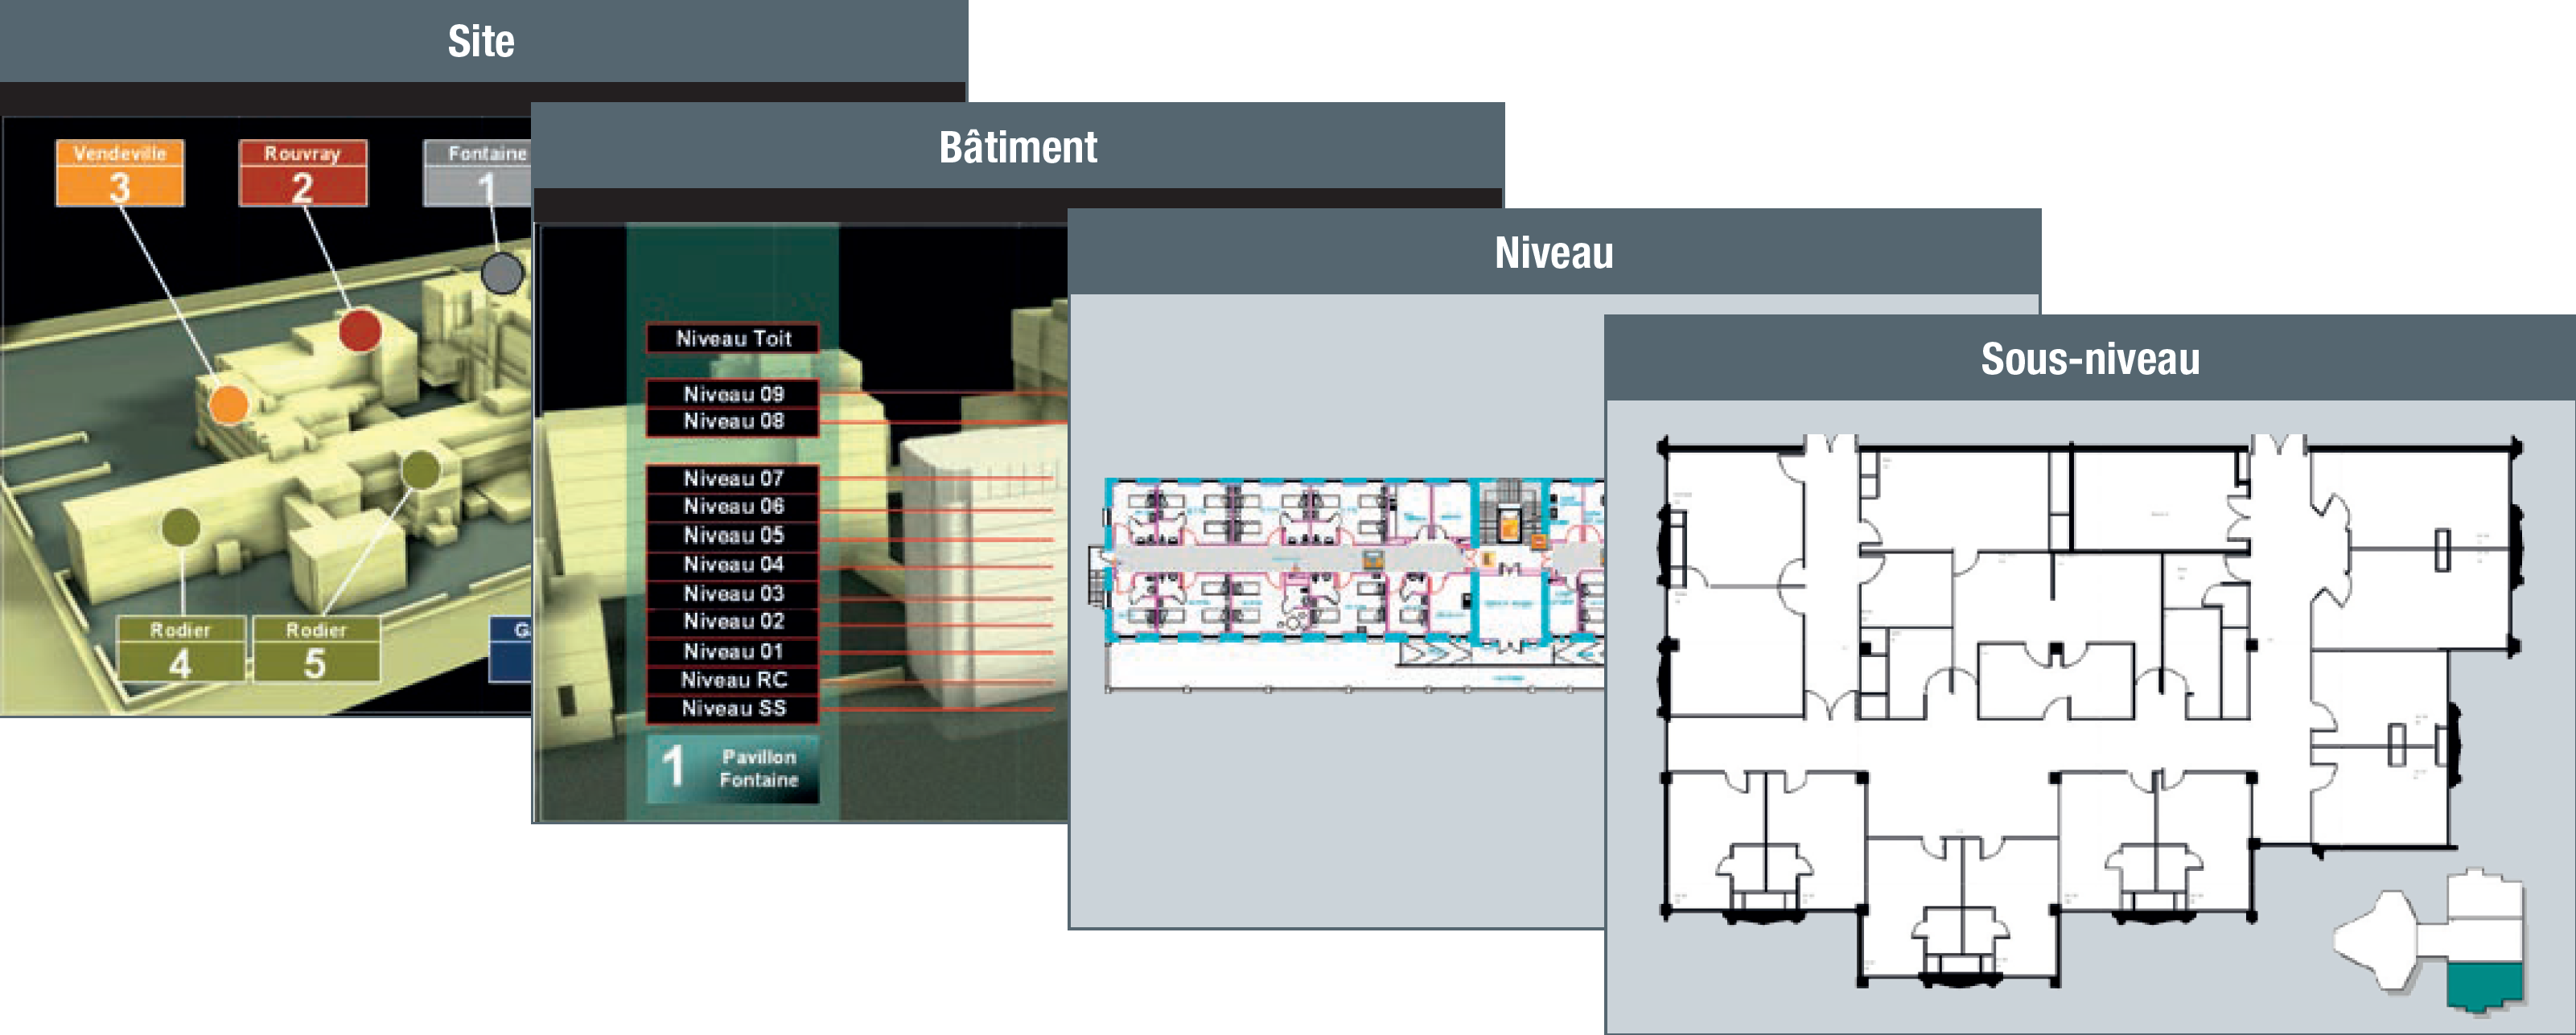 Site
Vendeville
3
Rouvray
2
Fontaine
1
Rodier
4
Rodier
5
Bâtiment
Niveau Toit
Niveau 09
Niveau 08
Niveau 07
Niveau 06
Niveau 05
Niveau 04
Niveau 03
Niveau 02
Niveau 01
Niveau RC
Niveau SS
1
Pavillon
Fontaine
Niveau
Sous-niveau